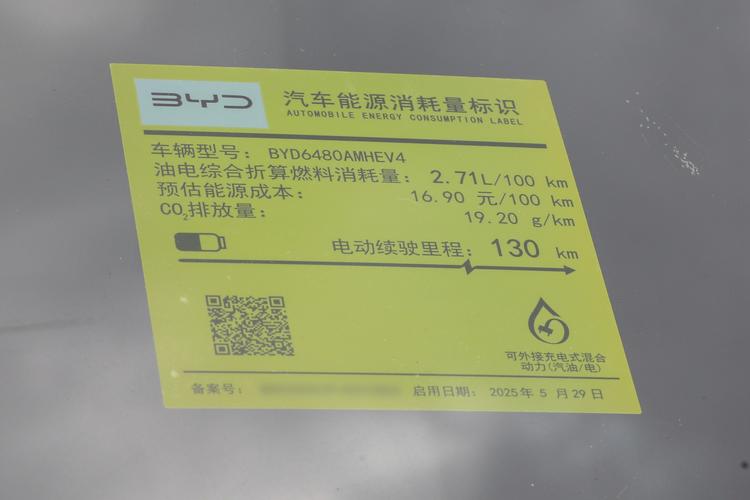 BYD
汽车能源消耗量标识
AUTOMOBILE ENERGY CONSUMPTION LABEL
车辆型号: BYD6480AMHEV4
油电综合折算燃料消耗量: 2.71L/100 km
预估能源成本: 16.90 元/100 km
CO₂排放量: 19.20 g/km
电动续驶里程: 130 km
可外接充电式混合
动力(汽油/电)
备案号:
启用日期: 2025年 5 月 29 日